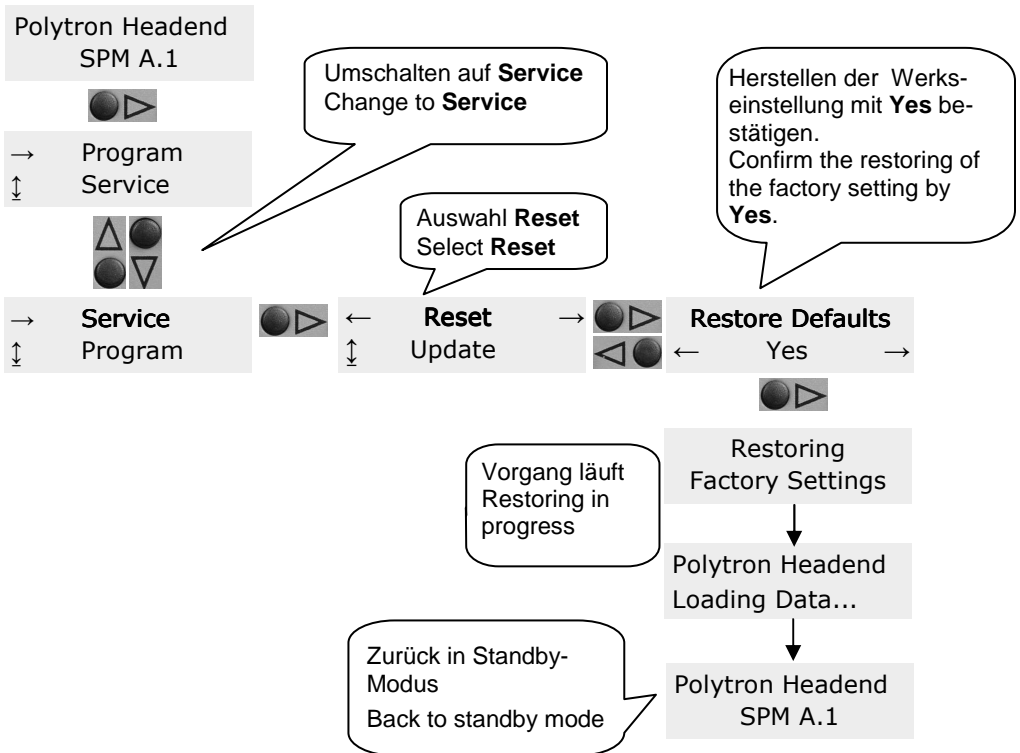 Polytron Headend
SPM A.1
Umschalten auf Service
Change to Service
Herstellen der Werks-
einstellung mit Yes be-
stätigen.
Confirm the restoring of
the factory setting by
Yes.
→ Program
↕ Service
Auswahl Reset
Select Reset
→ Service
↕ Program
← Reset →
↕ Update
Restore Defaults
← Yes →
Vorgang läuft
Restoring in
progress
Restoring
Factory Settings
Polytron Headend
Loading Data...
Zurück in Standby-
Modus
Back to standby mode
Polytron Headend
SPM A.1